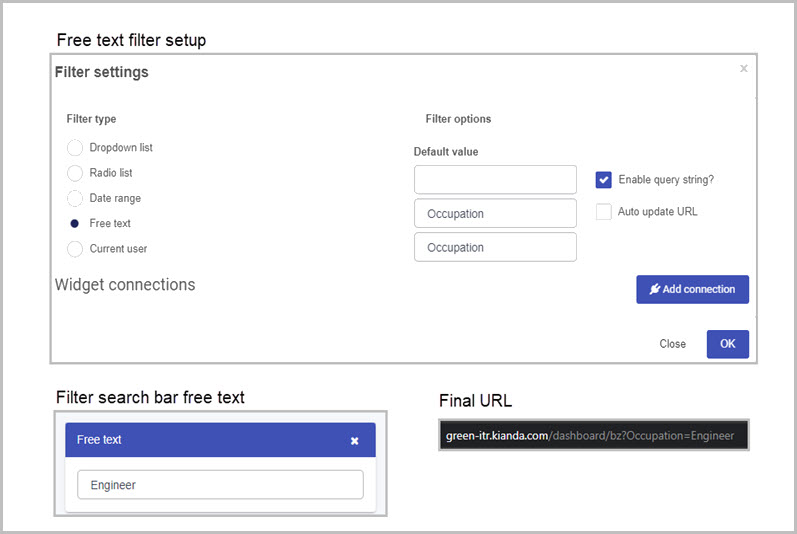 Free text filter setup
Filter settings
x
Filter type
Filter options
Dropdown list
Default value
Radio list
Enable query string?
Date range
Occupation
Auto update URL
Free text
Occupation
Current user
Widget connections
Add connection
Close
OK
Filter search bar free text
Final URL
Free text
×
green-itr.kianda.com/dashboard/bz?Occupation=Engineer
Engineer